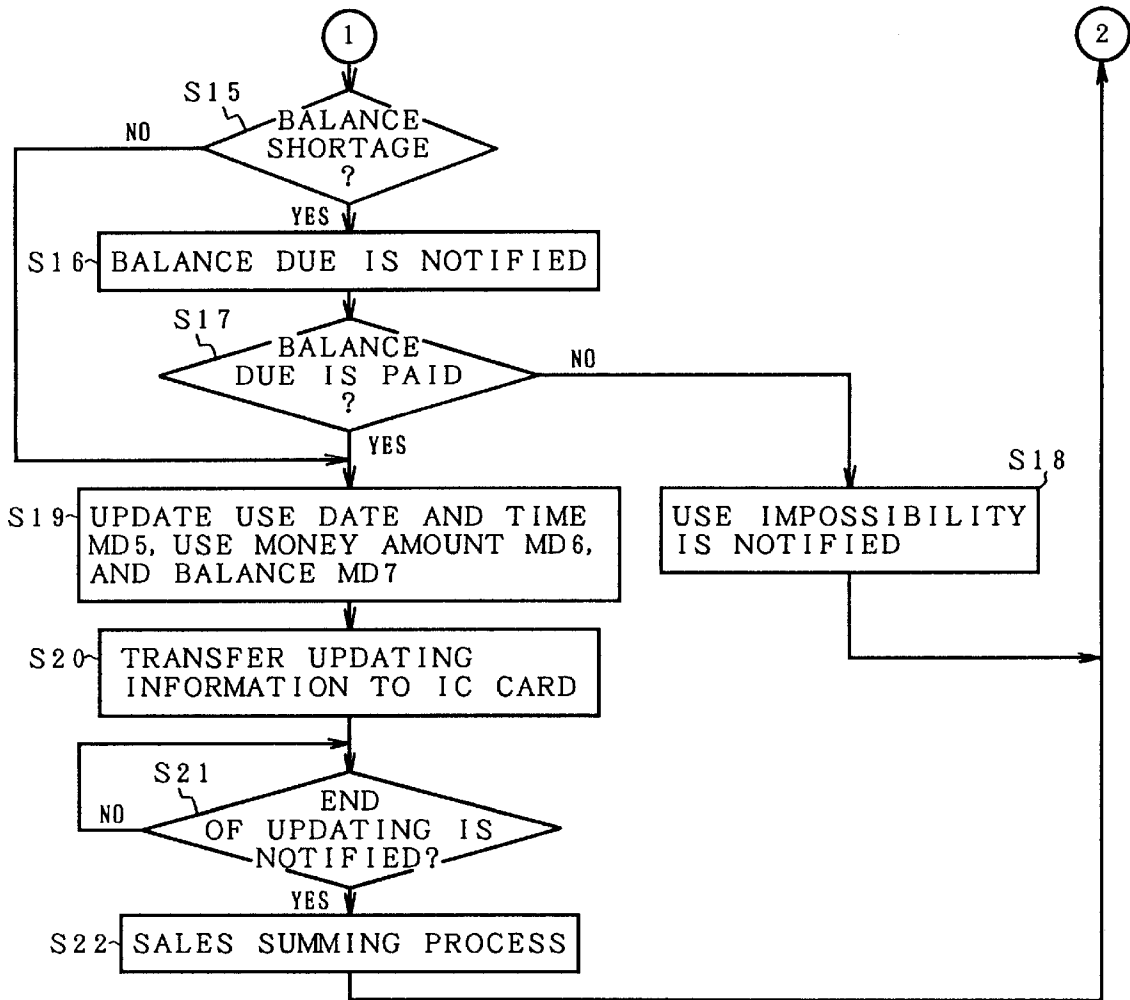 1
2
S15
BALANCE
SHORTAGE
?
NO
YES
S16
BALANCE DUE IS NOTIFIED
S17
BALANCE
DUE IS PAID
?
NO
YES
S18
USE IMPOSSIBILITY
IS NOTIFIED
S19
UPDATE USE DATE AND TIME
MD5, USE MONEY AMOUNT MD6,
AND BALANCE MD7
S20
TRANSFER UPDATING
INFORMATION TO IC CARD
S21
END
OF UPDATING IS
NOTIFIED?
NO
YES
S22
SALES SUMMING PROCESS